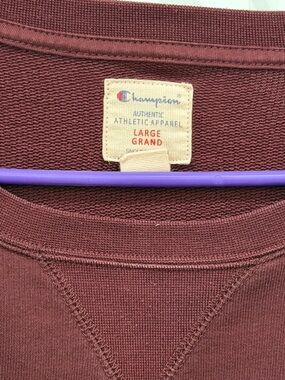 Champion
AUTHENTIC
ATHLETIC APPAREL
LARGE
GRAND